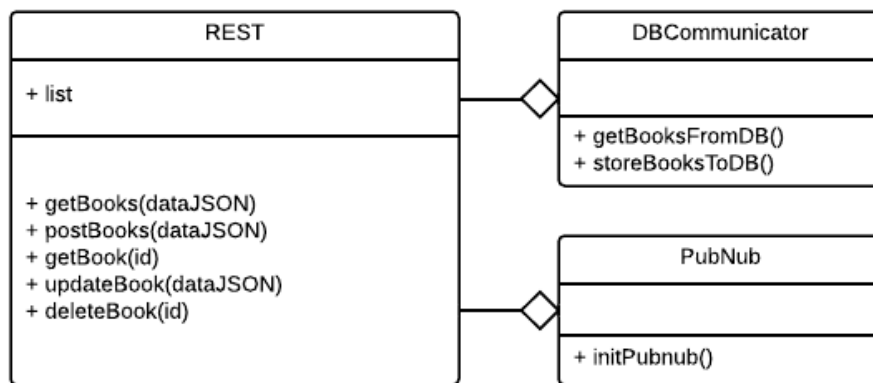 REST
+ list
+ getBooks(dataJSON)
+ postBooks(dataJSON)
+ getBook(id)
+ updateBook(dataJSON)
+ deleteBook(id)
DBCommunicator
+ getBooksFromDB()
+ storeBooksToDB()
PubNub
+ initPubnub()